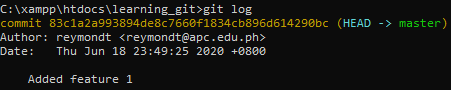 C:\xampp\htdocs\learning_git>git log
commit 83c1a2a993894de8c7660f1834cb896d614290bc (HEAD -> master)
Author: reymondt <reymondt@apc.edu.ph>
Date:   Thu Jun 18 23:49:25 2020 +0800
    Added feature 1